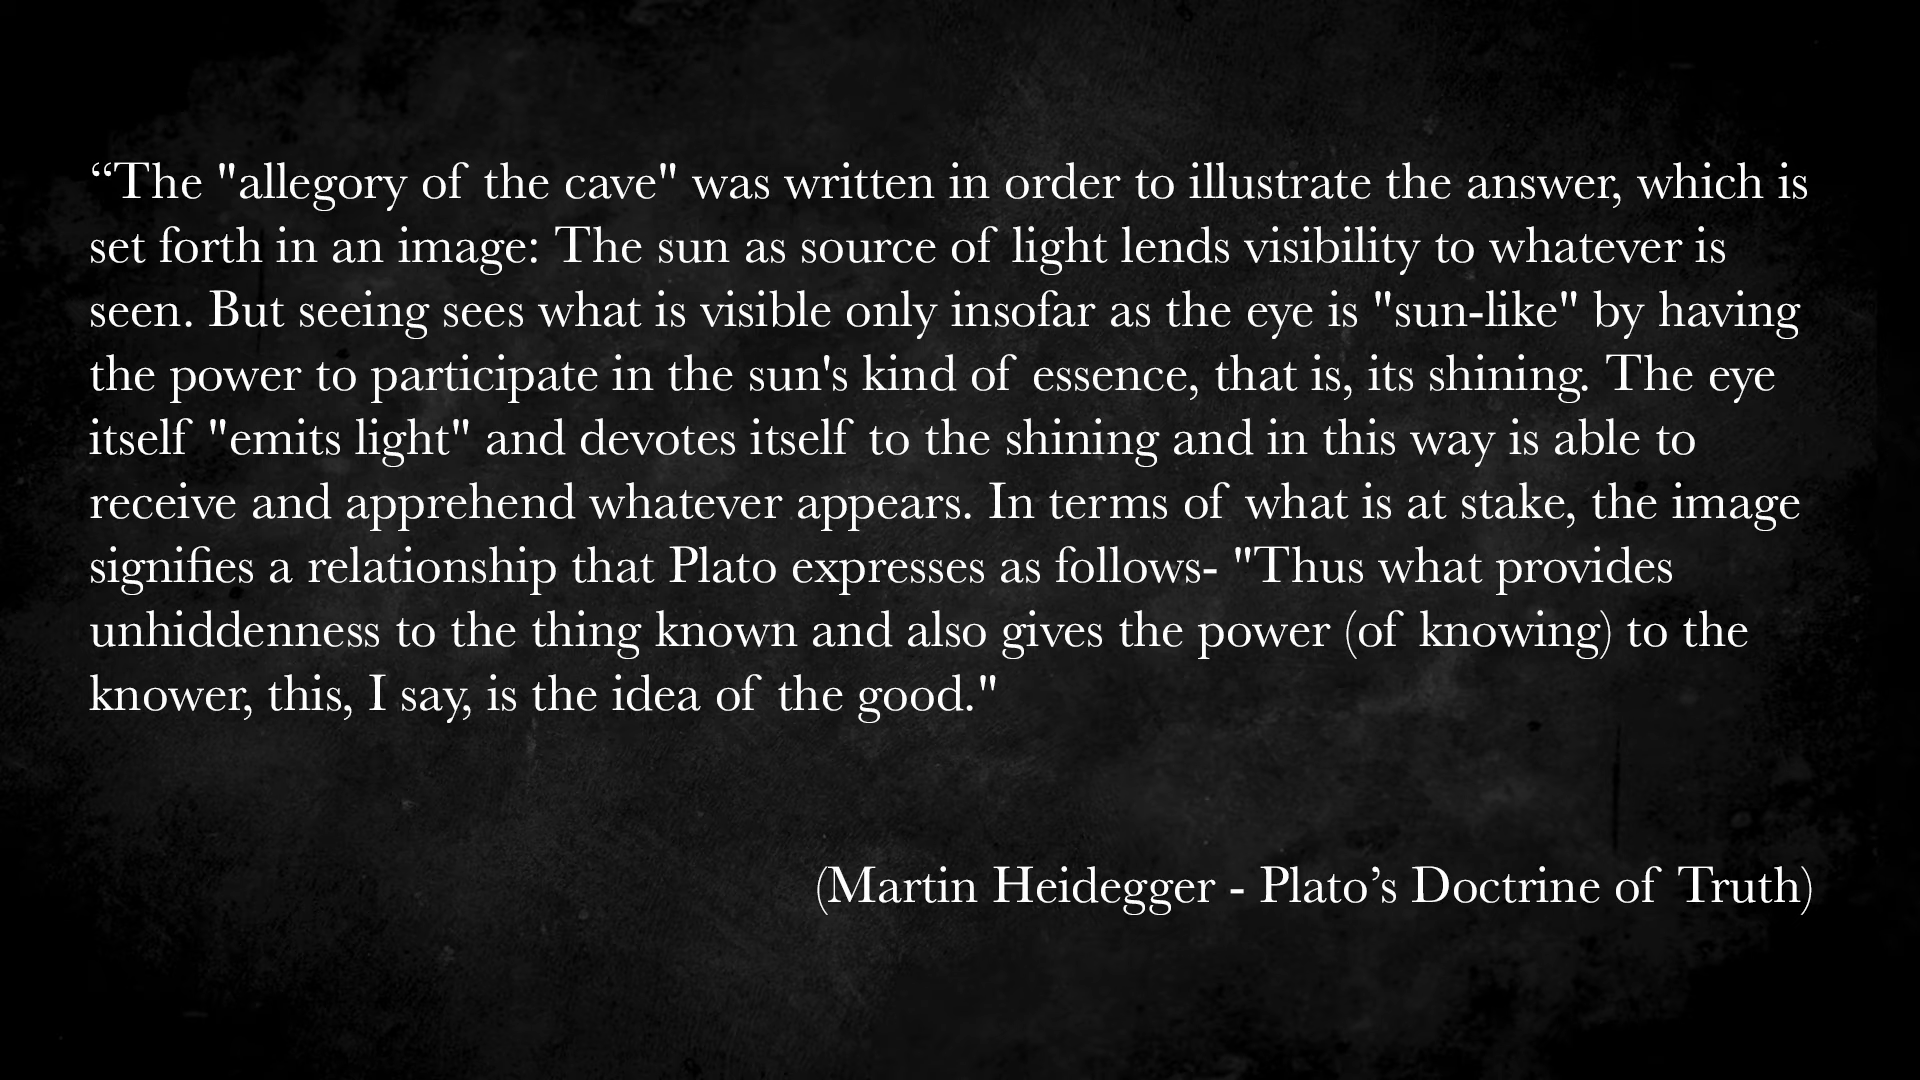 “The "allegory of the cave" was written in order to illustrate the answer, which is
set forth in an image: The sun as source of light lends visibility to whatever is
seen. But seeing sees what is visible only insofar as the eye is "sun-like" by having
the power to participate in the sun's kind of essence, that is, its shining. The eye
itself "emits light" and devotes itself to the shining and in this way is able to
receive and apprehend whatever appears. In terms of what is at stake, the image
signifies a relationship that Plato expresses as follows- "Thus what provides
unhiddenness to the thing known and also gives the power (of knowing) to the
knower, this, I say, is the idea of the good."
(Martin Heidegger - Plato’s Doctrine of Truth)